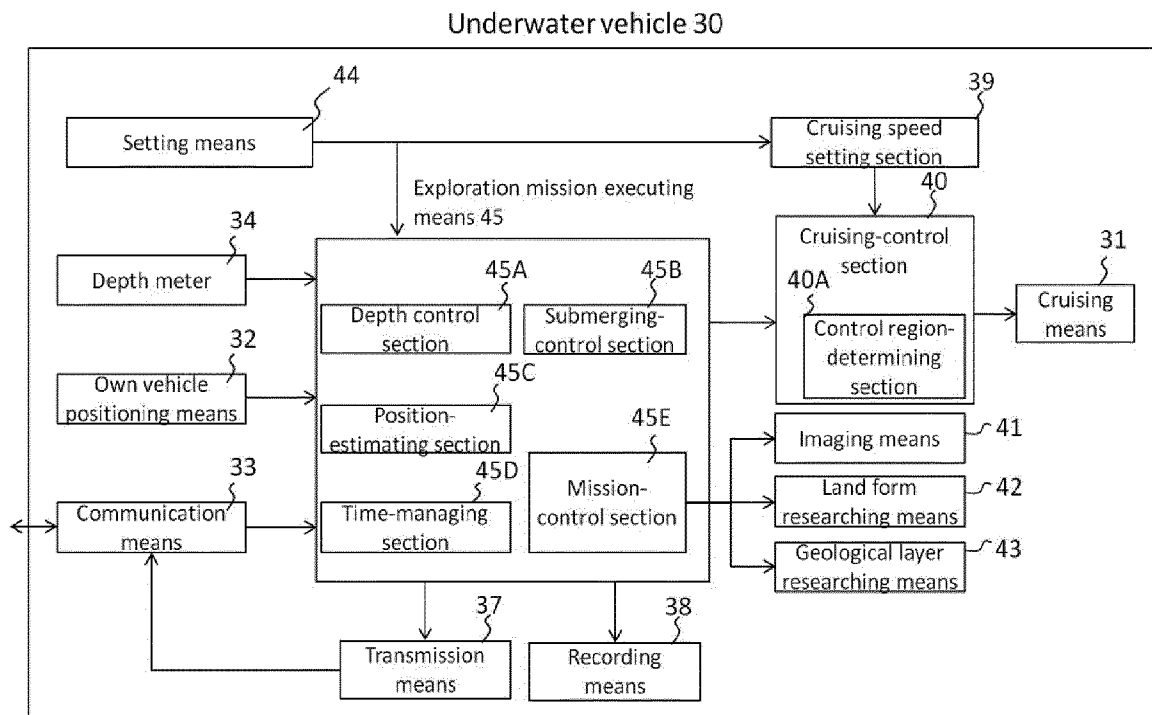 Underwater vehicle 30
44
Setting means
39
Cruising speed
setting section
Exploration mission executing
means 45
40
Cruising-control
section
40A
Control region-
determining
section
31
Cruising
means
34
Depth meter
45A
Depth control
section
45B
Submerging-
control section
32
Own vehicle
positioning means
45C
Position-
estimating section
45E
Mission-
control section
41
Imaging means
33
Communication
means
45D
Time-managing
section
42
Land form
researching means
43
Geological layer
researching means
37
Transmission
means
38
Recording
means